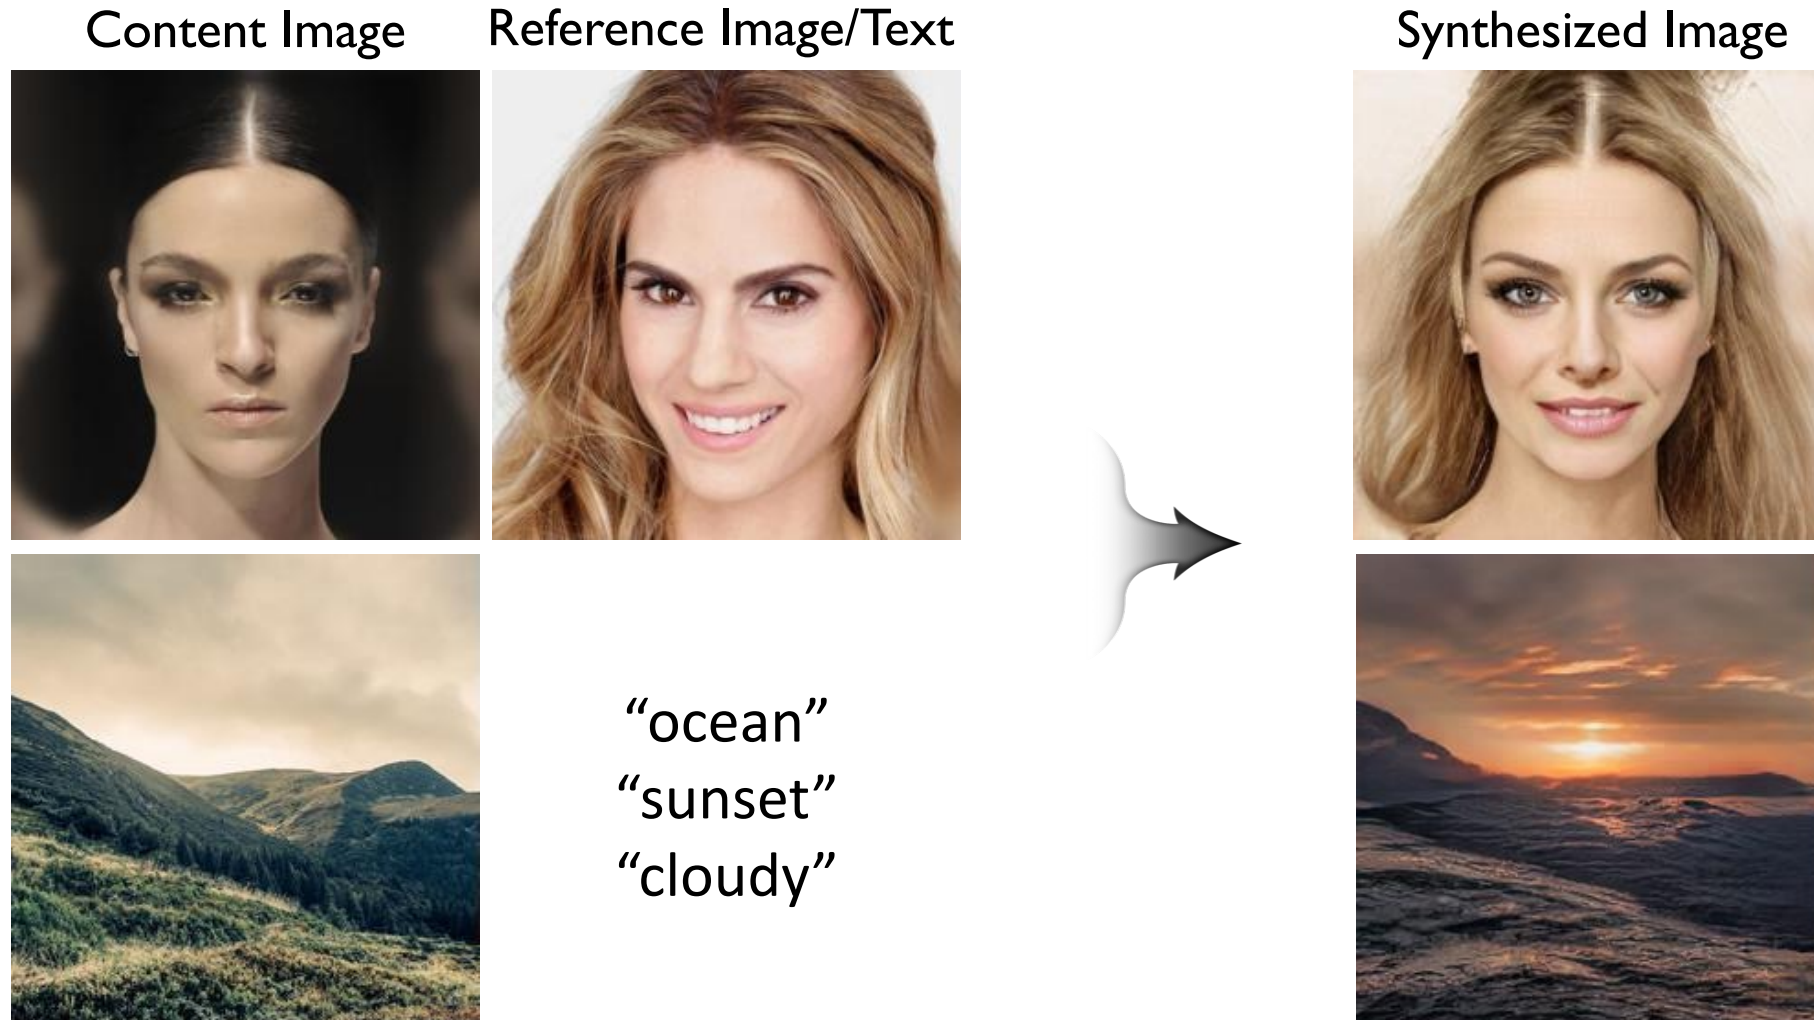 Content Image
Reference Image/Text
Synthesized Image
“ocean”
“sunset”
“cloudy”